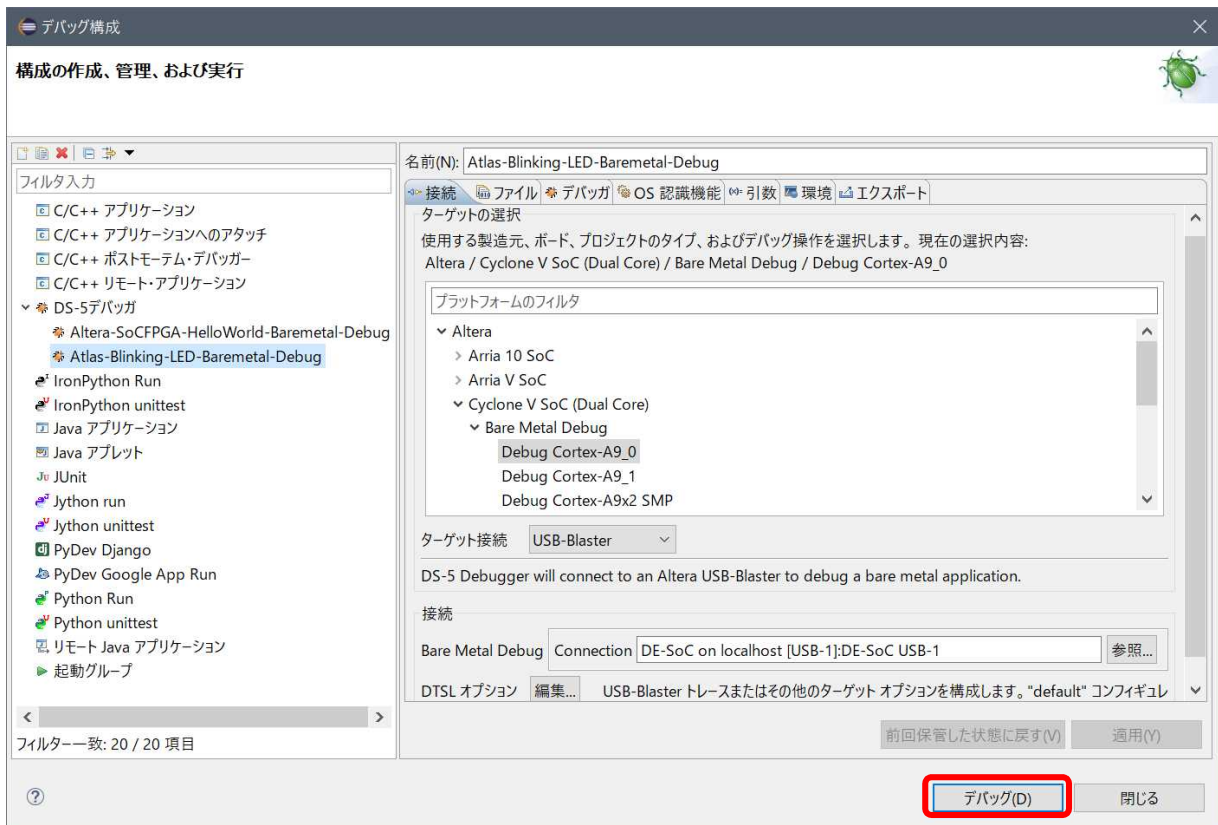 デバッグ構成
構成の作成、管理、および実行
フィルタ入力
C/C++ アプリケーション
C/C++ アプリケーションへのアタッチ
C/C++ ポストモーテム・デバッガー
C/C++ リモート・アプリケーション
DS-5デバッガ
Altera-SoCFPGA-HelloWorld-Baremetal-Debug
Atlas-Blinking-LED-Baremetal-Debug
IronPython Run
IronPython unittest
Java アプリケーション
Java アプレット
JUnit
Jython run
Jython unittest
PyDev Django
PyDev Google App Run
Python Run
Python unittest
リモート Java アプリケーション
起動グループ
フィルター一致: 20 / 20 項目
名前(N): Atlas-Blinking-LED-Baremetal-Debug
接続 ファイル デバッガ OS 認識機能 引数 環境 エクスポート
ターゲットの選択
使用する製造元、ボード、プロジェクトのタイプ、およびデバッグ操作を選択します。現在の選択内容:
Altera / Cyclone V SoC (Dual Core) / Bare Metal Debug / Debug Cortex-A9_0
プラットフォームのフィルタ
Altera
Arria 10 SoC
Arria V SoC
Cyclone V SoC (Dual Core)
Bare Metal Debug
Debug Cortex-A9_0
Debug Cortex-A9_1
Debug Cortex-A9x2 SMP
ターゲット接続 USB-Blaster
DS-5 Debugger will connect to an Altera USB-Blaster to debug a bare metal application.
接続
Bare Metal Debug Connection DE-SoC on localhost [USB-1]:DE-SoC USB-1 参照...
DTSL オプション 編集... USB-Blaster トレースまたはその他のターゲット オプションを構成します。"default" コンフィギュレ
前回保管した状態に戻す(V) 適用(Y)
デバッグ(D) 閉じる